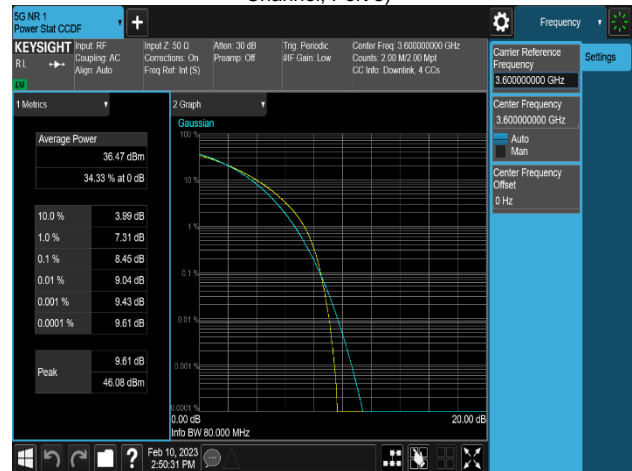 Channel, Port 3)
5G NR 1
Power Stat CCDF
Frequency
KEYSIGHT
RL
LXI
Input: RF
Coupling: AC
Align: Auto
Input Z: 50 Ω
Corrections: On
Freq Ref: Int (S)
Atten: 30 dB
Preamp: Off
Trig: Periodic
#IF Gain: Low
Center Freq: 3.600000000 GHz
Counts: 2.00 M/2.00 Mpt
CC Info: Downlink, 4 CCs
Carrier Reference
Frequency
3.600000000 GHz
Settings
Center Frequency
3.600000000 GHz
Auto
Man
Center Frequency
Offset
0 Hz
1 Metrics
Average Power
36.47 dBm
34.33 % at 0 dB
10.0 % 3.99 dB
1.0 % 7.31 dB
0.1 % 8.45 dB
0.01 % 9.04 dB
0.001 % 9.43 dB
0.0001 % 9.61 dB
Peak
9.61 dB
46.08 dBm
2 Graph
Gaussian
100 %
10 %
1 %
0.1 %
0.01 %
0.001 %
0.0001 %
0.00 dB 20.00 dB
Info BW 80.000 MHz
Feb 10, 2023
2:50:31 PM